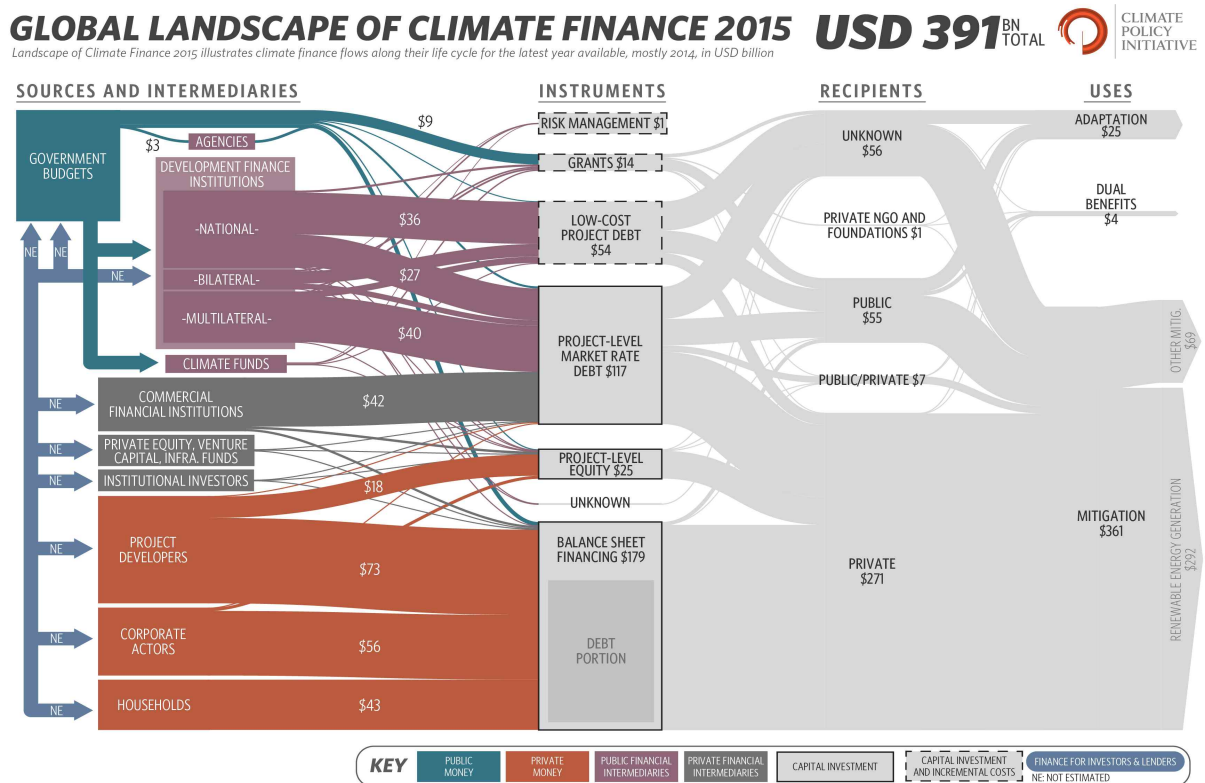 GLOBAL LANDSCAPE OF CLIMATE FINANCE 2015
Landscape of Climate Finance 2015 illustrates climate finance flows along their life cycle for the latest year available, mostly 2014, in USD billion
USD 391 BN
TOTAL
CLIMATE
POLICY
INITIATIVE
SOURCES AND INTERMEDIARIES
INSTRUMENTS
RECIPIENTS
USES
GOVERNMENT
BUDGETS
$3
AGENCIES
$9
DEVELOPMENT FINANCE
INSTITUTIONS
-NATIONAL-
-BILATERAL-
-MULTILATERAL-
CLIMATE FUNDS
NE
NE
NE
$36
$27
$40
COMMERCIAL
FINANCIAL INSTITUTIONS
NE
$42
PRIVATE EQUITY, VENTURE
CAPITAL, INFRA. FUNDS
NE
INSTITUTIONAL INVESTORS
NE
$18
PROJECT
DEVELOPERS
NE
$73
CORPORATE
ACTORS
NE
$56
HOUSEHOLDS
NE
$43
RISK MANAGEMENT $1
GRANTS $14
LOW-COST
PROJECT DEBT
$54
PROJECT-LEVEL
MARKET RATE
DEBT $117
PROJECT-LEVEL
EQUITY $25
UNKNOWN
BALANCE SHEET
FINANCING $179
DEBT
PORTION
UNKNOWN
$56
PRIVATE NGO AND
FOUNDATIONS $1
PUBLIC
$55
PUBLIC/PRIVATE $7
PRIVATE
$271
ADAPTATION
$25
DUAL
BENEFITS
$4
MITIGATION
$361
OTHER MITIG.
$69
RENEWABLE ENERGY GENERATION
$292
KEY
PUBLIC
MONEY
PRIVATE
MONEY
PUBLIC FINANCIAL
INTERMEDIARIES
PRIVATE FINANCIAL
INTERMEDIARIES
CAPITAL INVESTMENT
CAPITAL INVESTMENT
AND INCREMENTAL COSTS
FINANCE FOR INVESTORS & LENDERS
NE: NOT ESTIMATED